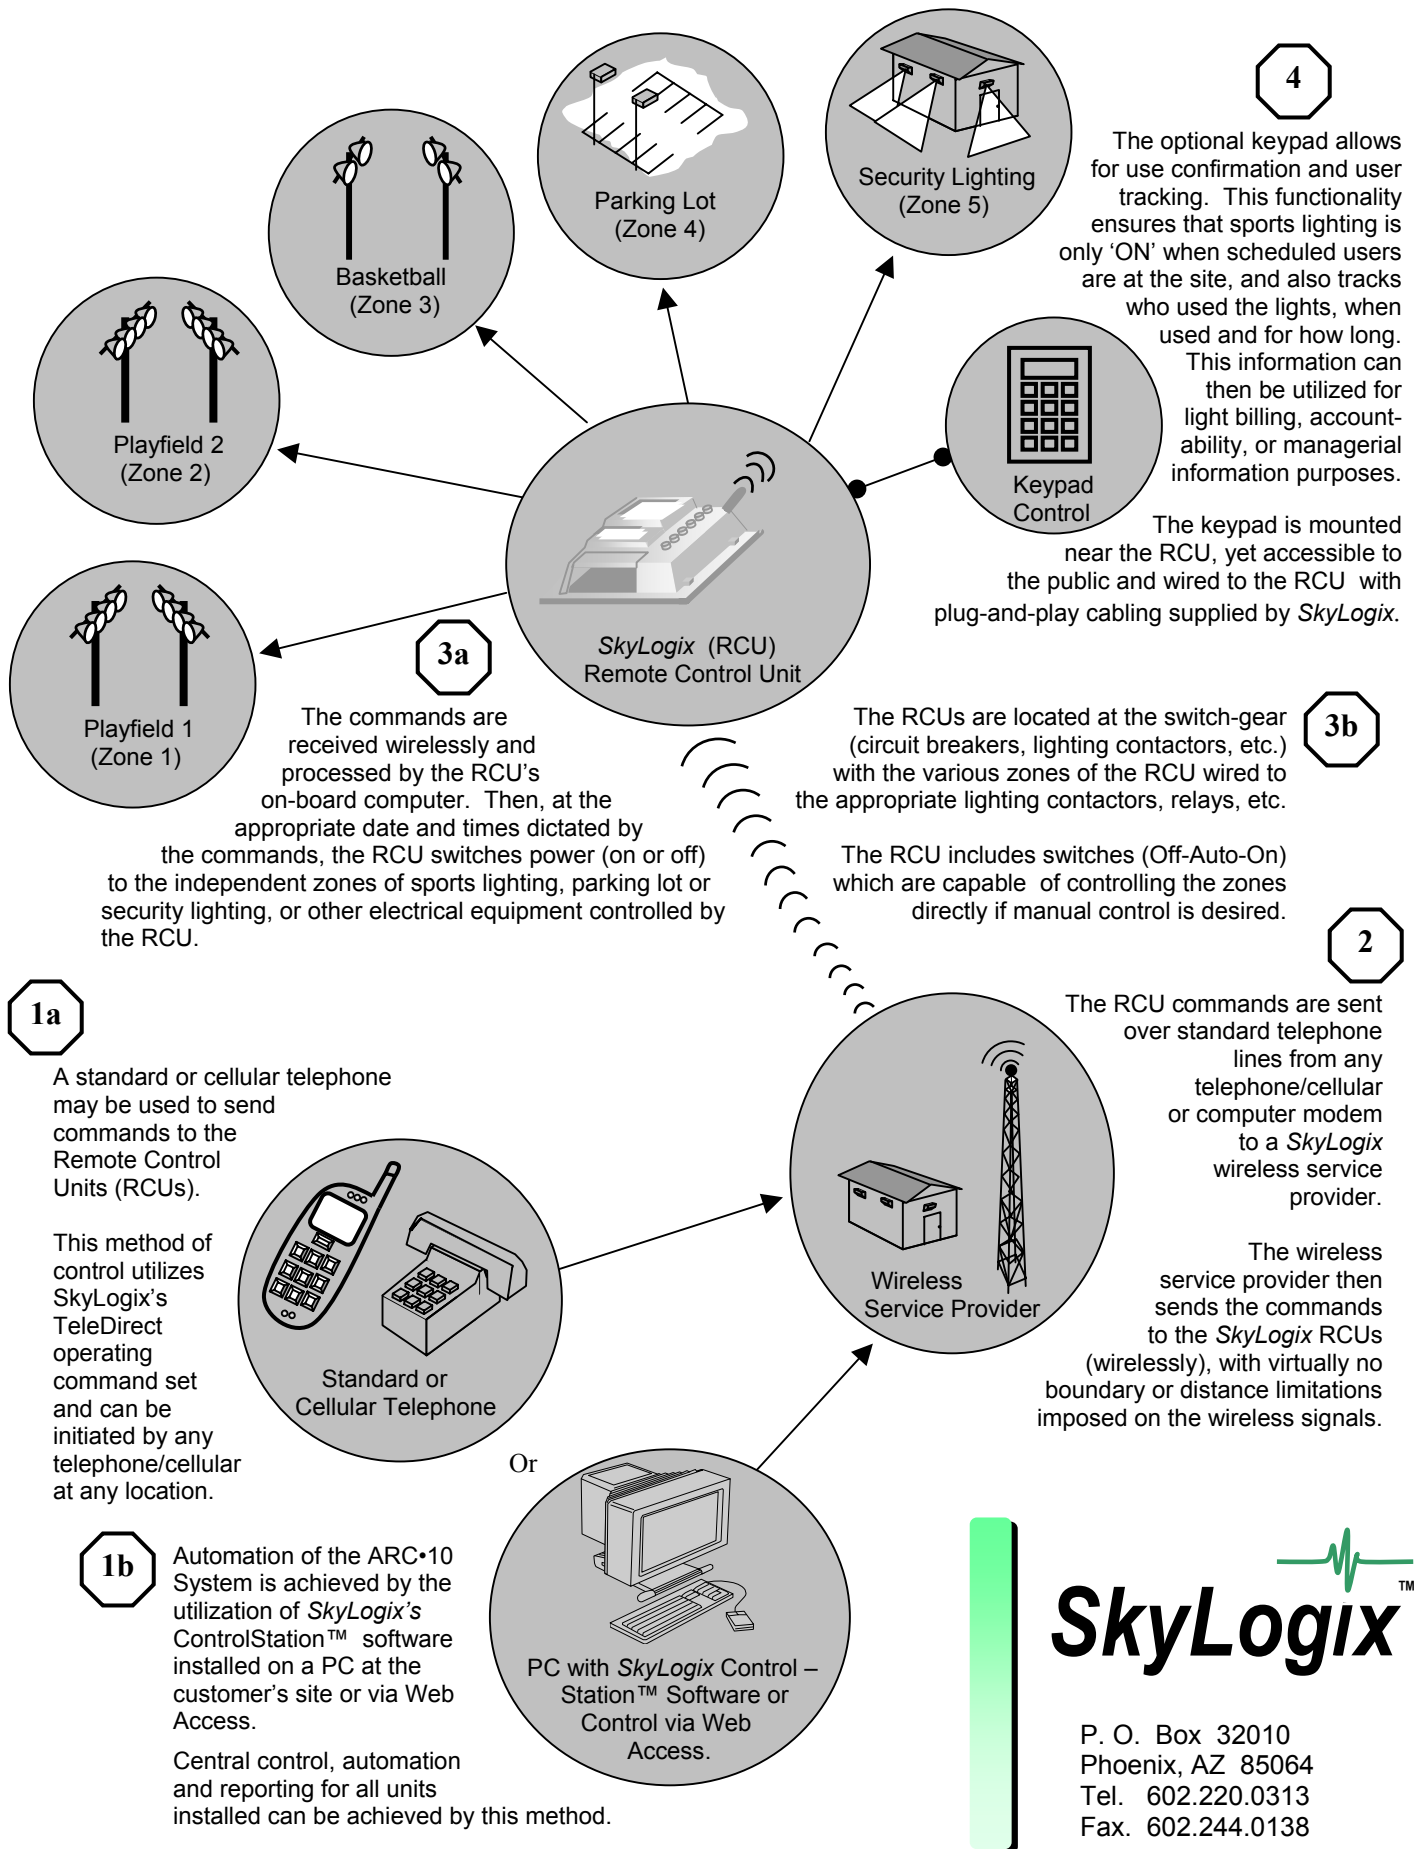 Parking Lot
(Zone 4)
Security Lighting
(Zone 5)
Basketball
(Zone 3)
Playfield 2
(Zone 2)
Playfield 1
(Zone 1)
Keypad
Control
SkyLogix (RCU)
Remote Control Unit
4
The optional keypad allows
for use confirmation and user
tracking. This functionality
ensures that sports lighting is
only ‘ON’ when scheduled users
are at the site, and also tracks
who used the lights, when
used and for how long.
This information can
then be utilized for
light billing, account-
ability, or managerial
information purposes.
The keypad is mounted
near the RCU, yet accessible to
the public and wired to the RCU with
plug-and-play cabling supplied by SkyLogix.
3a
The commands are
received wirelessly and
processed by the RCU’s
on-board computer. Then, at the
appropriate date and times dictated by
the commands, the RCU switches power (on or off)
to the independent zones of sports lighting, parking lot or
security lighting, or other electrical equipment controlled by
the RCU.
3b
The RCUs are located at the switch-gear
(circuit breakers, lighting contactors, etc.)
with the various zones of the RCU wired to
the appropriate lighting contactors, relays, etc.
The RCU includes switches (Off-Auto-On)
which are capable of controlling the zones
directly if manual control is desired.
2
The RCU commands are sent
over standard telephone
lines from any
telephone/cellular
or computer modem
to a SkyLogix
wireless service
provider.
The wireless
service provider then
sends the commands
to the SkyLogix RCUs
(wirelessly), with virtually no
boundary or distance limitations
imposed on the wireless signals.
Wireless
Service Provider
1a
A standard or cellular telephone
may be used to send
commands to the
Remote Control
Units (RCUs).
This method of
control utilizes
SkyLogix’s
TeleDirect
operating
command set
and can be
initiated by any
telephone/cellular
at any location.
Standard or
Cellular Telephone
Or
1b
Automation of the ARC•10
System is achieved by the
utilization of SkyLogix’s
ControlStation™ software
installed on a PC at the
customer’s site or via Web
Access.
Central control, automation
and reporting for all units
installed can be achieved by this method.
PC with SkyLogix Control –
Station™ Software or
Control via Web
Access.
SkyLogix™
P. O. Box 32010
Phoenix, AZ 85064
Tel. 602.220.0313
Fax. 602.244.0138